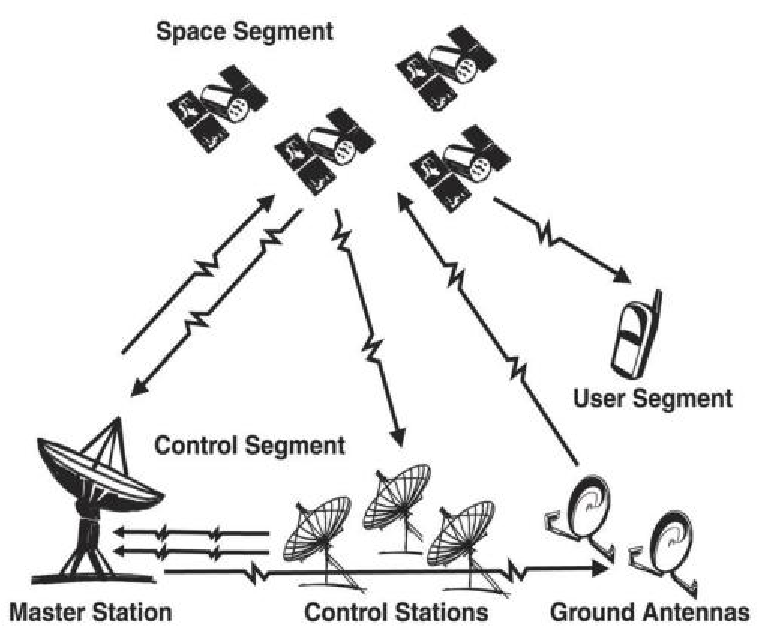 Space Segment
User Segment
Control Segment
Master Station
Control Stations
Ground Antennas